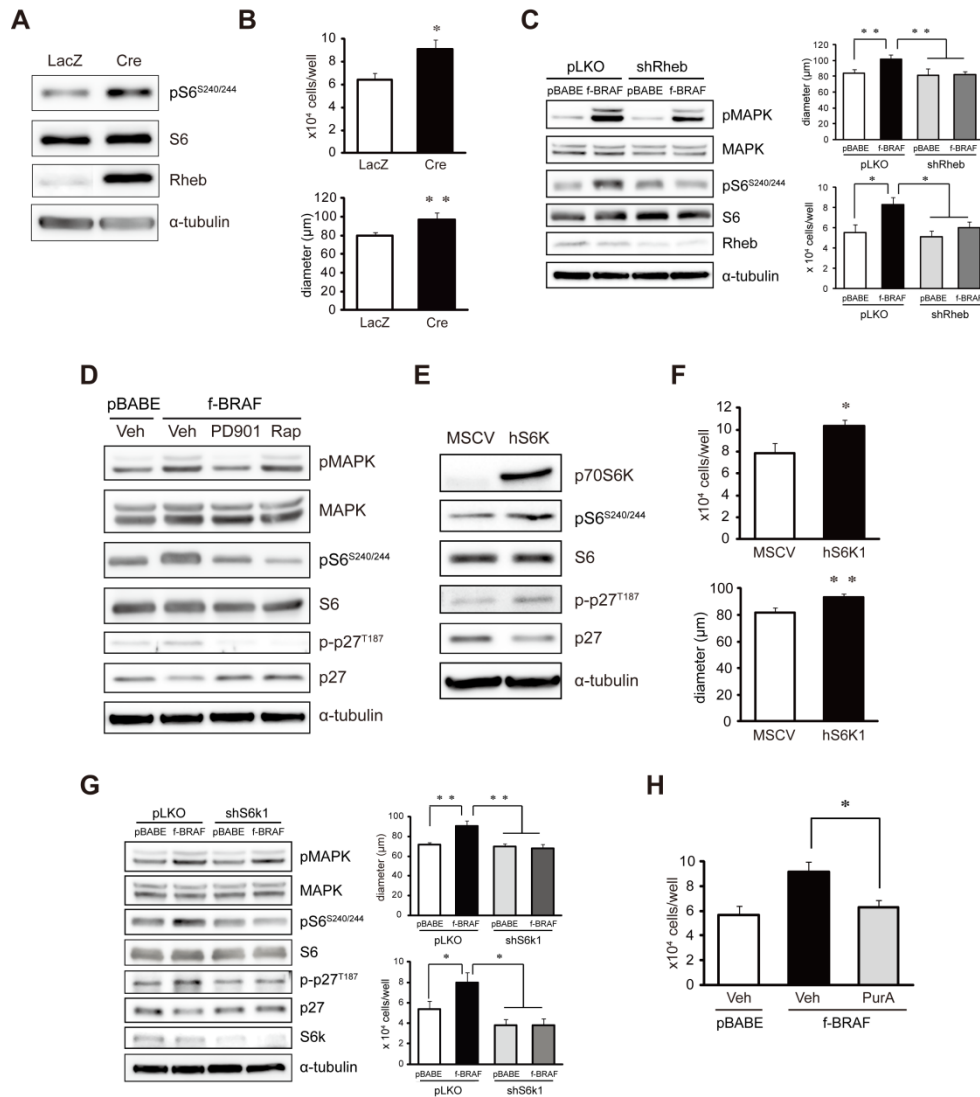 A
LacZ Cre
pS6S240/244
S6
Rheb
α-tubulin
B
*
10
8
6
4
2
0
x10⁴ cells/well
LacZ Cre
* *
120
100
80
60
40
20
0
diameter (µm)
LacZ Cre
C
pLKO shRheb
pBABE f-BRAF pBABE f-BRAF
pMAPK
MAPK
pS6S240/244
S6
Rheb
α-tubulin
* * * *
120
100
80
60
40
20
0
diameter (µm)
pBABE f-BRAF pBABE f-BRAF
pLKO shRheb
* *
10
8
6
4
2
0
x 10⁴ cells/well
pBABE f-BRAF pBABE f-BRAF
pLKO shRheb
D
pBABE f-BRAF
Veh Veh PD901 Rap
pMAPK
MAPK
pS6S240/244
S6
p-p27T187
p27
α-tubulin
E
MSCV hS6K
p70S6K
pS6S240/244
S6
p-p27T187
p27
α-tubulin
F
*
12
10
8
6
4
2
0
x10⁴ cells/well
MSCV hS6K1
* *
100
80
60
40
20
0
diameter (µm)
MSCV hS6K1
G
pLKO shS6k1
pBABE f-BRAF pBABE f-BRAF
pMAPK
MAPK
pS6S240/244
S6
p-p27T187
p27
S6k
α-tubulin
* * * *
100
80
60
40
20
0
diameter (µm)
pBABE f-BRAF pBABE f-BRAF
pLKO shS6k1
* *
10
8
6
4
2
0
x 10⁴ cells/well
pBABE f-BRAF pBABE f-BRAF
pLKO shS6k1
H
*
10
8
6
4
2
0
x10⁴ cells/well
Veh Veh PurA
pBABE f-BRAF